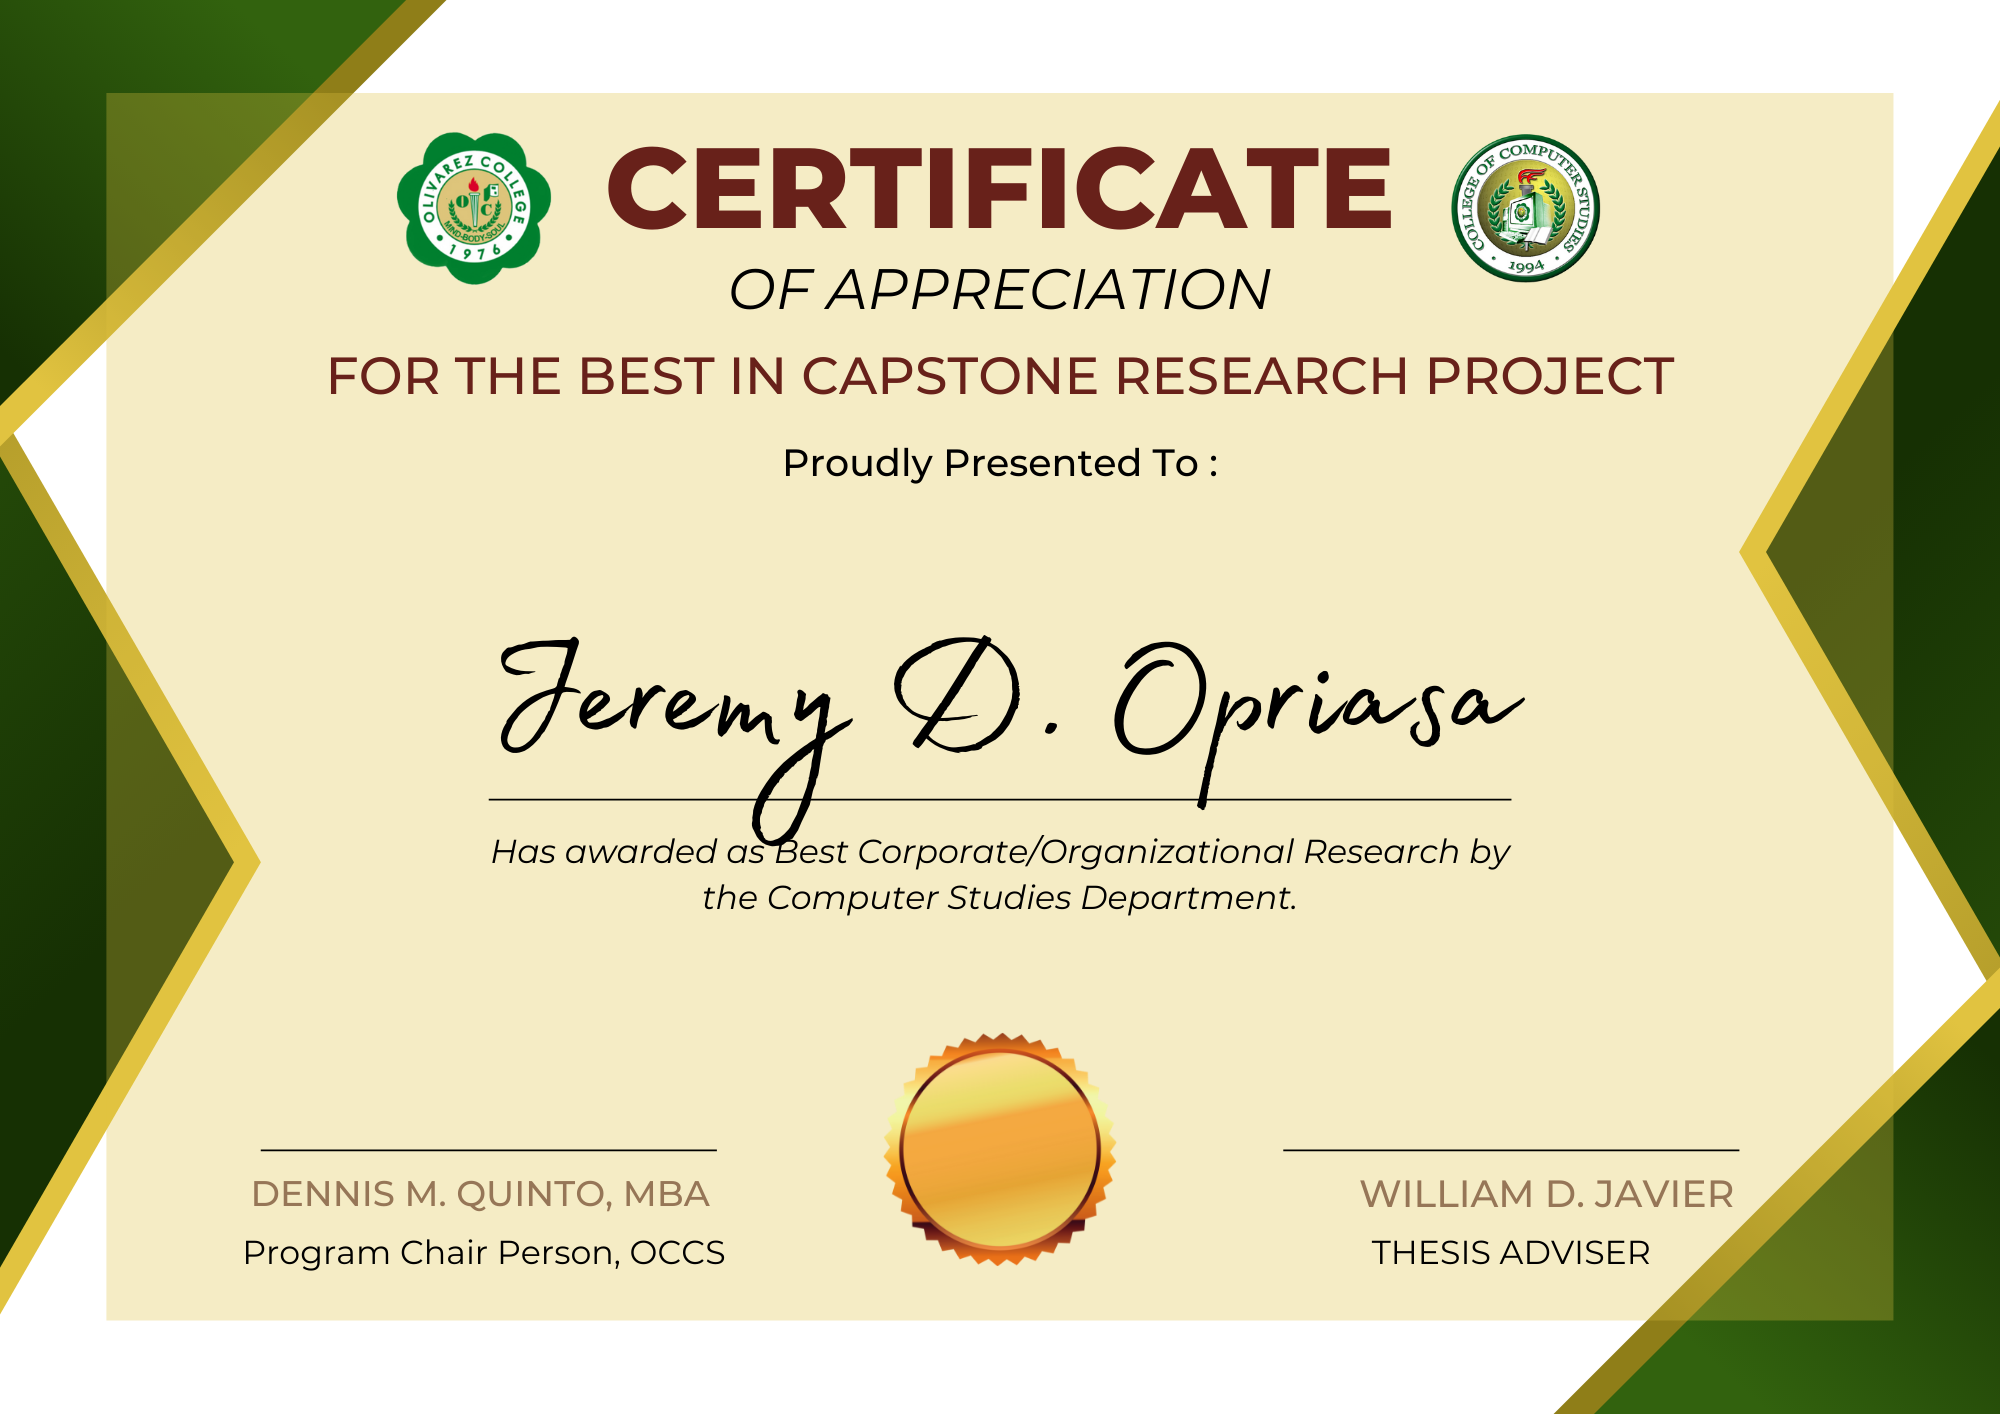 OLIVAREZ COLLEGE
O C
MIND-BODY-SOUL
• 1976 •
CERTIFICATE
COLLEGE OF COMPUTER STUDIES
• 1994 •
OF APPRECIATION
FOR THE BEST IN CAPSTONE RESEARCH PROJECT
Proudly Presented To :
Jeremy D. Opriasa
Has awarded as Best Corporate/Organizational Research by
the Computer Studies Department.
DENNIS M. QUINTO, MBA
Program Chair Person, OCCS
WILLIAM D. JAVIER
THESIS ADVISER